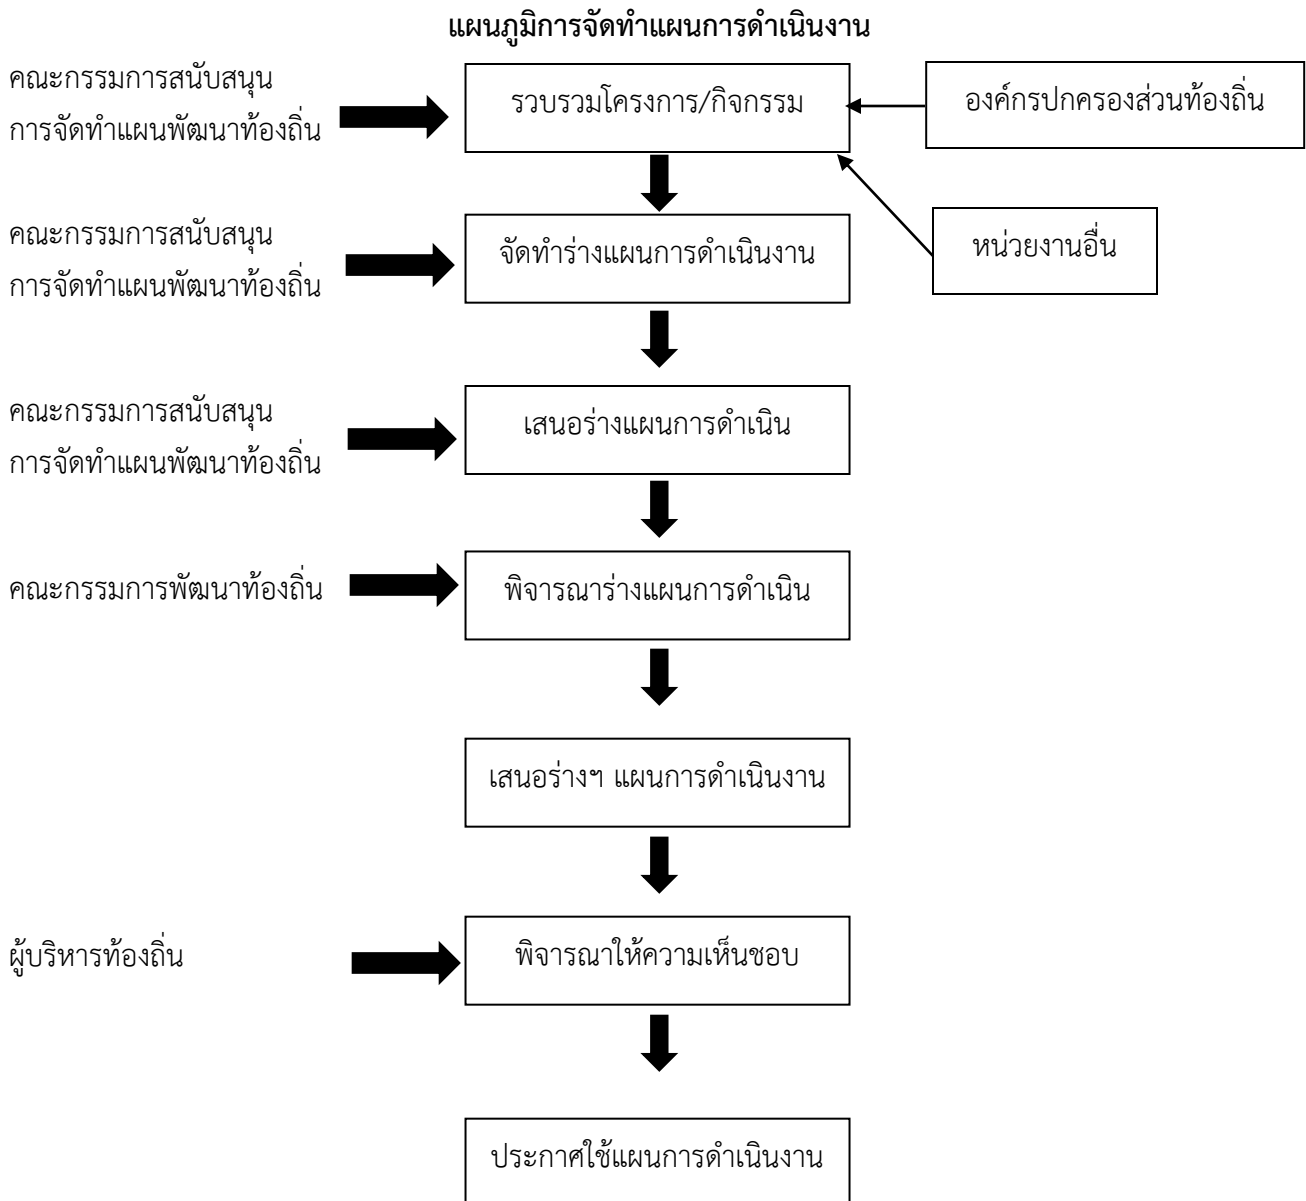 แผนภูมิการจัดทำแผนการดำเนินงาน
คณะกรรมการสนับสนุน
การจัดทำแผนพัฒนาท้องถิ่น
รวบรวมโครงการ/กิจกรรม
องค์กรปกครองส่วนท้องถิ่น
คณะกรรมการสนับสนุน
การจัดทำแผนพัฒนาท้องถิ่น
จัดทำร่างแผนการดำเนินงาน
หน่วยงานอื่น
คณะกรรมการสนับสนุน
การจัดทำแผนพัฒนาท้องถิ่น
เสนอร่างแผนการดำเนิน
คณะกรรมการพัฒนาท้องถิ่น
พิจารณาร่างแผนการดำเนิน
เสนอร่างฯ แผนการดำเนินงาน
ผู้บริหารท้องถิ่น
พิจารณาให้ความเห็นชอบ
ประกาศใช้แผนการดำเนินงาน